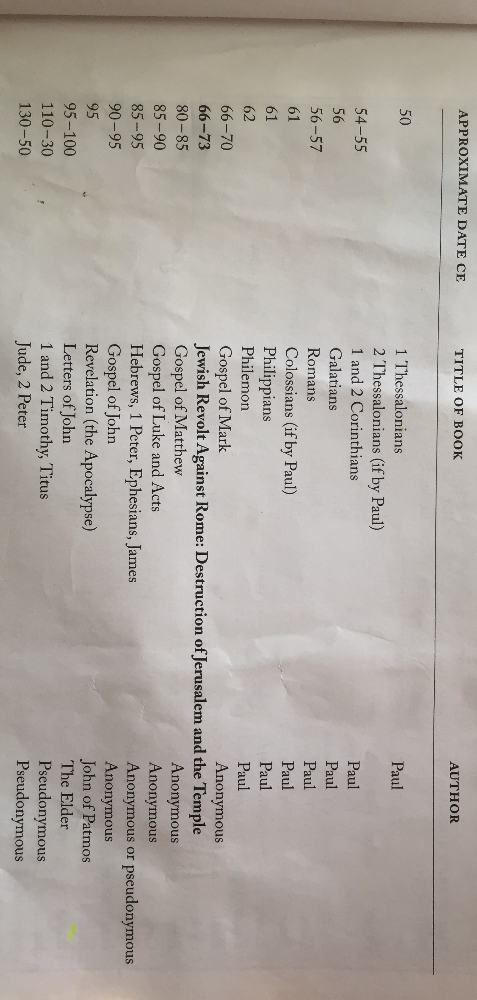 APPROXIMATE DATE CE TITLE OF BOOK AUTHOR
50 1 Thessalonians Paul
2 Thessalonians (if by Paul)
54–55 1 and 2 Corinthians Paul
56 Galatians Paul
56–57 Romans Paul
61 Colossians (if by Paul) Paul
61 Philippians Paul
62 Philemon Paul
66–70 Gospel of Mark Anonymous
66–73 Jewish Revolt Against Rome: Destruction of Jerusalem and the Temple
80–85 Gospel of Matthew Anonymous
85–90 Gospel of Luke and Acts Anonymous
85–95 Hebrews, 1 Peter, Ephesians, James Anonymous or pseudonymous
90–95 Gospel of John Anonymous
95 Revelation (the Apocalypse) John of Patmos
95–100 Letters of John The Elder
110–30 1 and 2 Timothy, Titus Pseudonymous
130–50 Jude, 2 Peter Pseudonymous